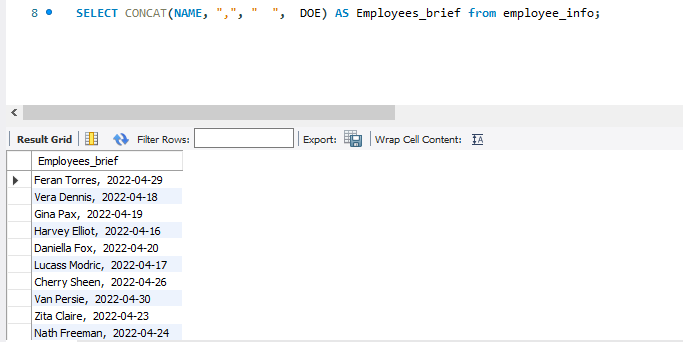 8 SELECT CONCAT(NAME, ",", "  ",  DOE) AS Employees_brief from employee_info;
Result Grid Filter Rows: Export: Wrap Cell Content: IA
Employees_brief
Feran Torres,  2022-04-29
Vera Dennis,  2022-04-18
Gina Pax,  2022-04-19
Harvey Elliot,  2022-04-16
Daniella Fox,  2022-04-20
Lucass Modric,  2022-04-17
Cherry Sheen,  2022-04-26
Van Persie,  2022-04-30
Zita Claire,  2022-04-23
Nath Freeman,  2022-04-24